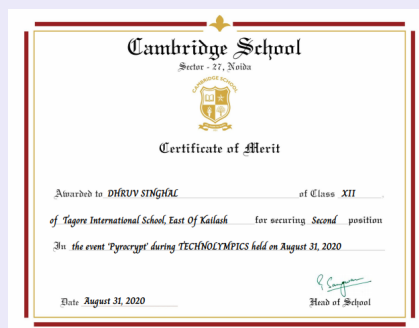 Cambridge School
Sector - 27, Noida
CAMBRIDGE SCHOOL
Certificate of Merit
Awarded to DHRUV SINGHAL of Class XII
of Tagore International School, East Of Kailash for securing Second position
In the event 'Pyrocrypt' during TECHNOLYMPICS held on August 31, 2020
Date August 31, 2020 Head of School